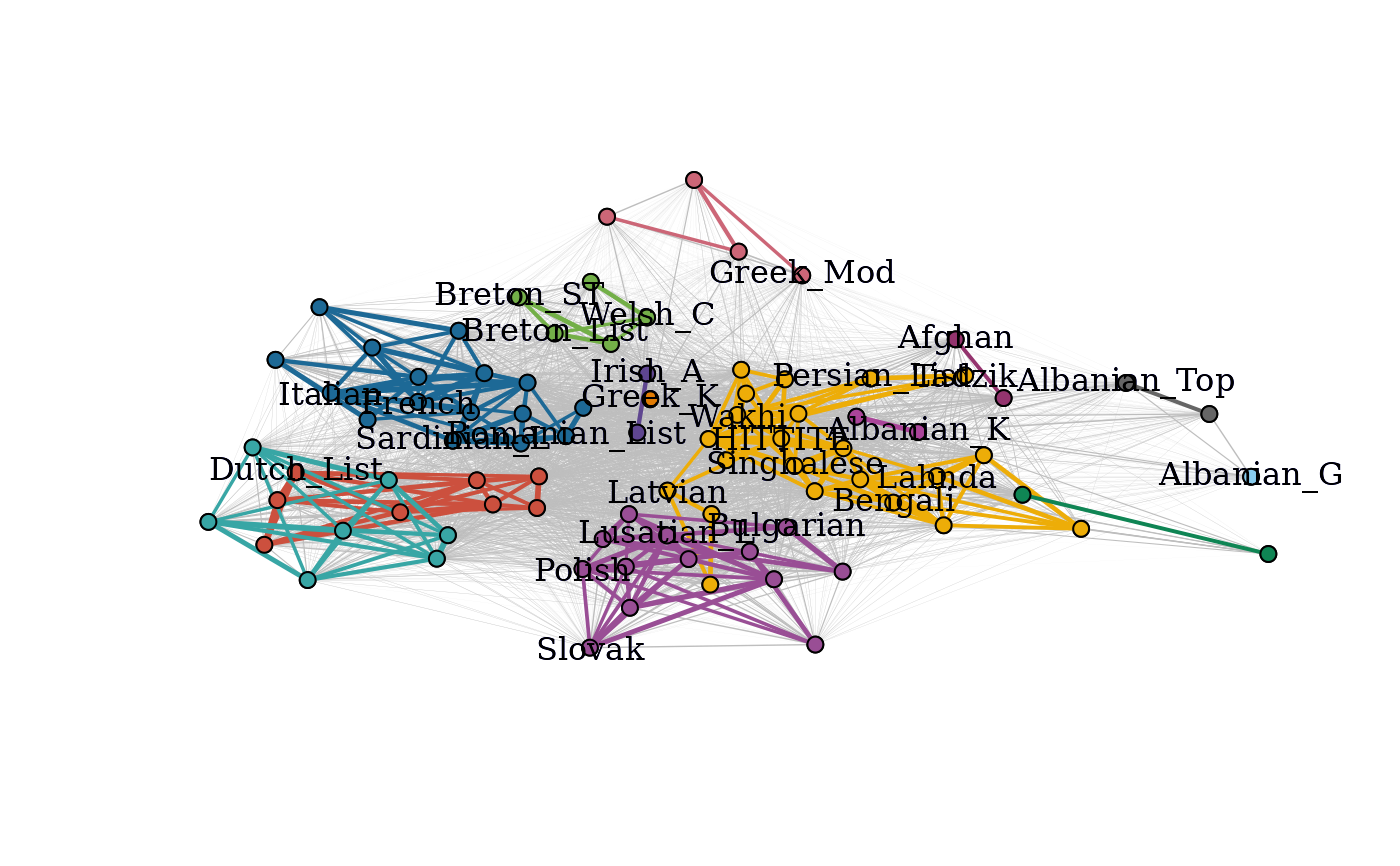 Greek_Mod
Breton_ST
Welsh_C
Breton_List
Afghan
Irish_A
Persian_List
Tadzik
Albanian_Top
Italian
French
Greek_K
Wakhi
Albanian_K
Sardinian_L
Romanian_List
HITTITE
Dutch_List
Singhalese
Lahnda
Albanian_G
Latvian
Bengali
Lusatian_L
Bulgarian
Polish
Slovak